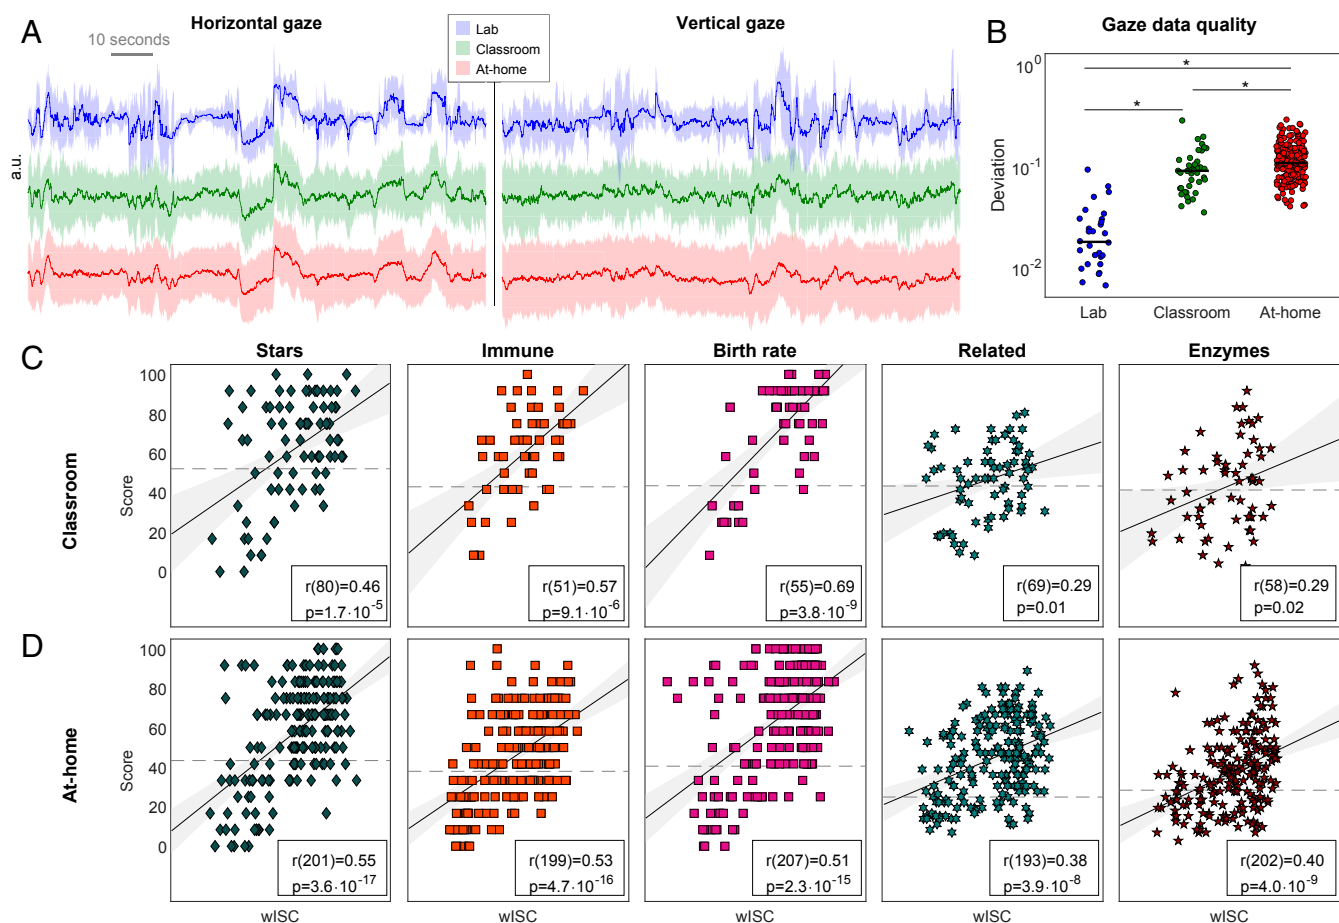 A
Horizontal gaze
Vertical gaze
10 seconds
Lab
Classroom
At-home
a.u.
B
Gaze data quality
Deviation
10^0
10^-1
10^-2
*
*
*
Lab
Classroom
At-home
C
Stars
Immune
Birth rate
Related
Enzymes
Classroom
Score
100
80
60
40
20
0
r(80)=0.46
p=1.7·10^-5
r(51)=0.57
p=9.1·10^-6
r(55)=0.69
p=3.8·10^-9
r(69)=0.29
p=0.01
r(58)=0.29
p=0.02
D
At-home
Score
100
80
60
40
20
0
r(201)=0.55
p=3.6·10^-17
r(199)=0.53
p=4.7·10^-16
r(207)=0.51
p=2.3·10^-15
r(193)=0.38
p=3.9·10^-8
r(202)=0.40
p=4.0·10^-9
wISC
wISC
wISC
wISC
wISC